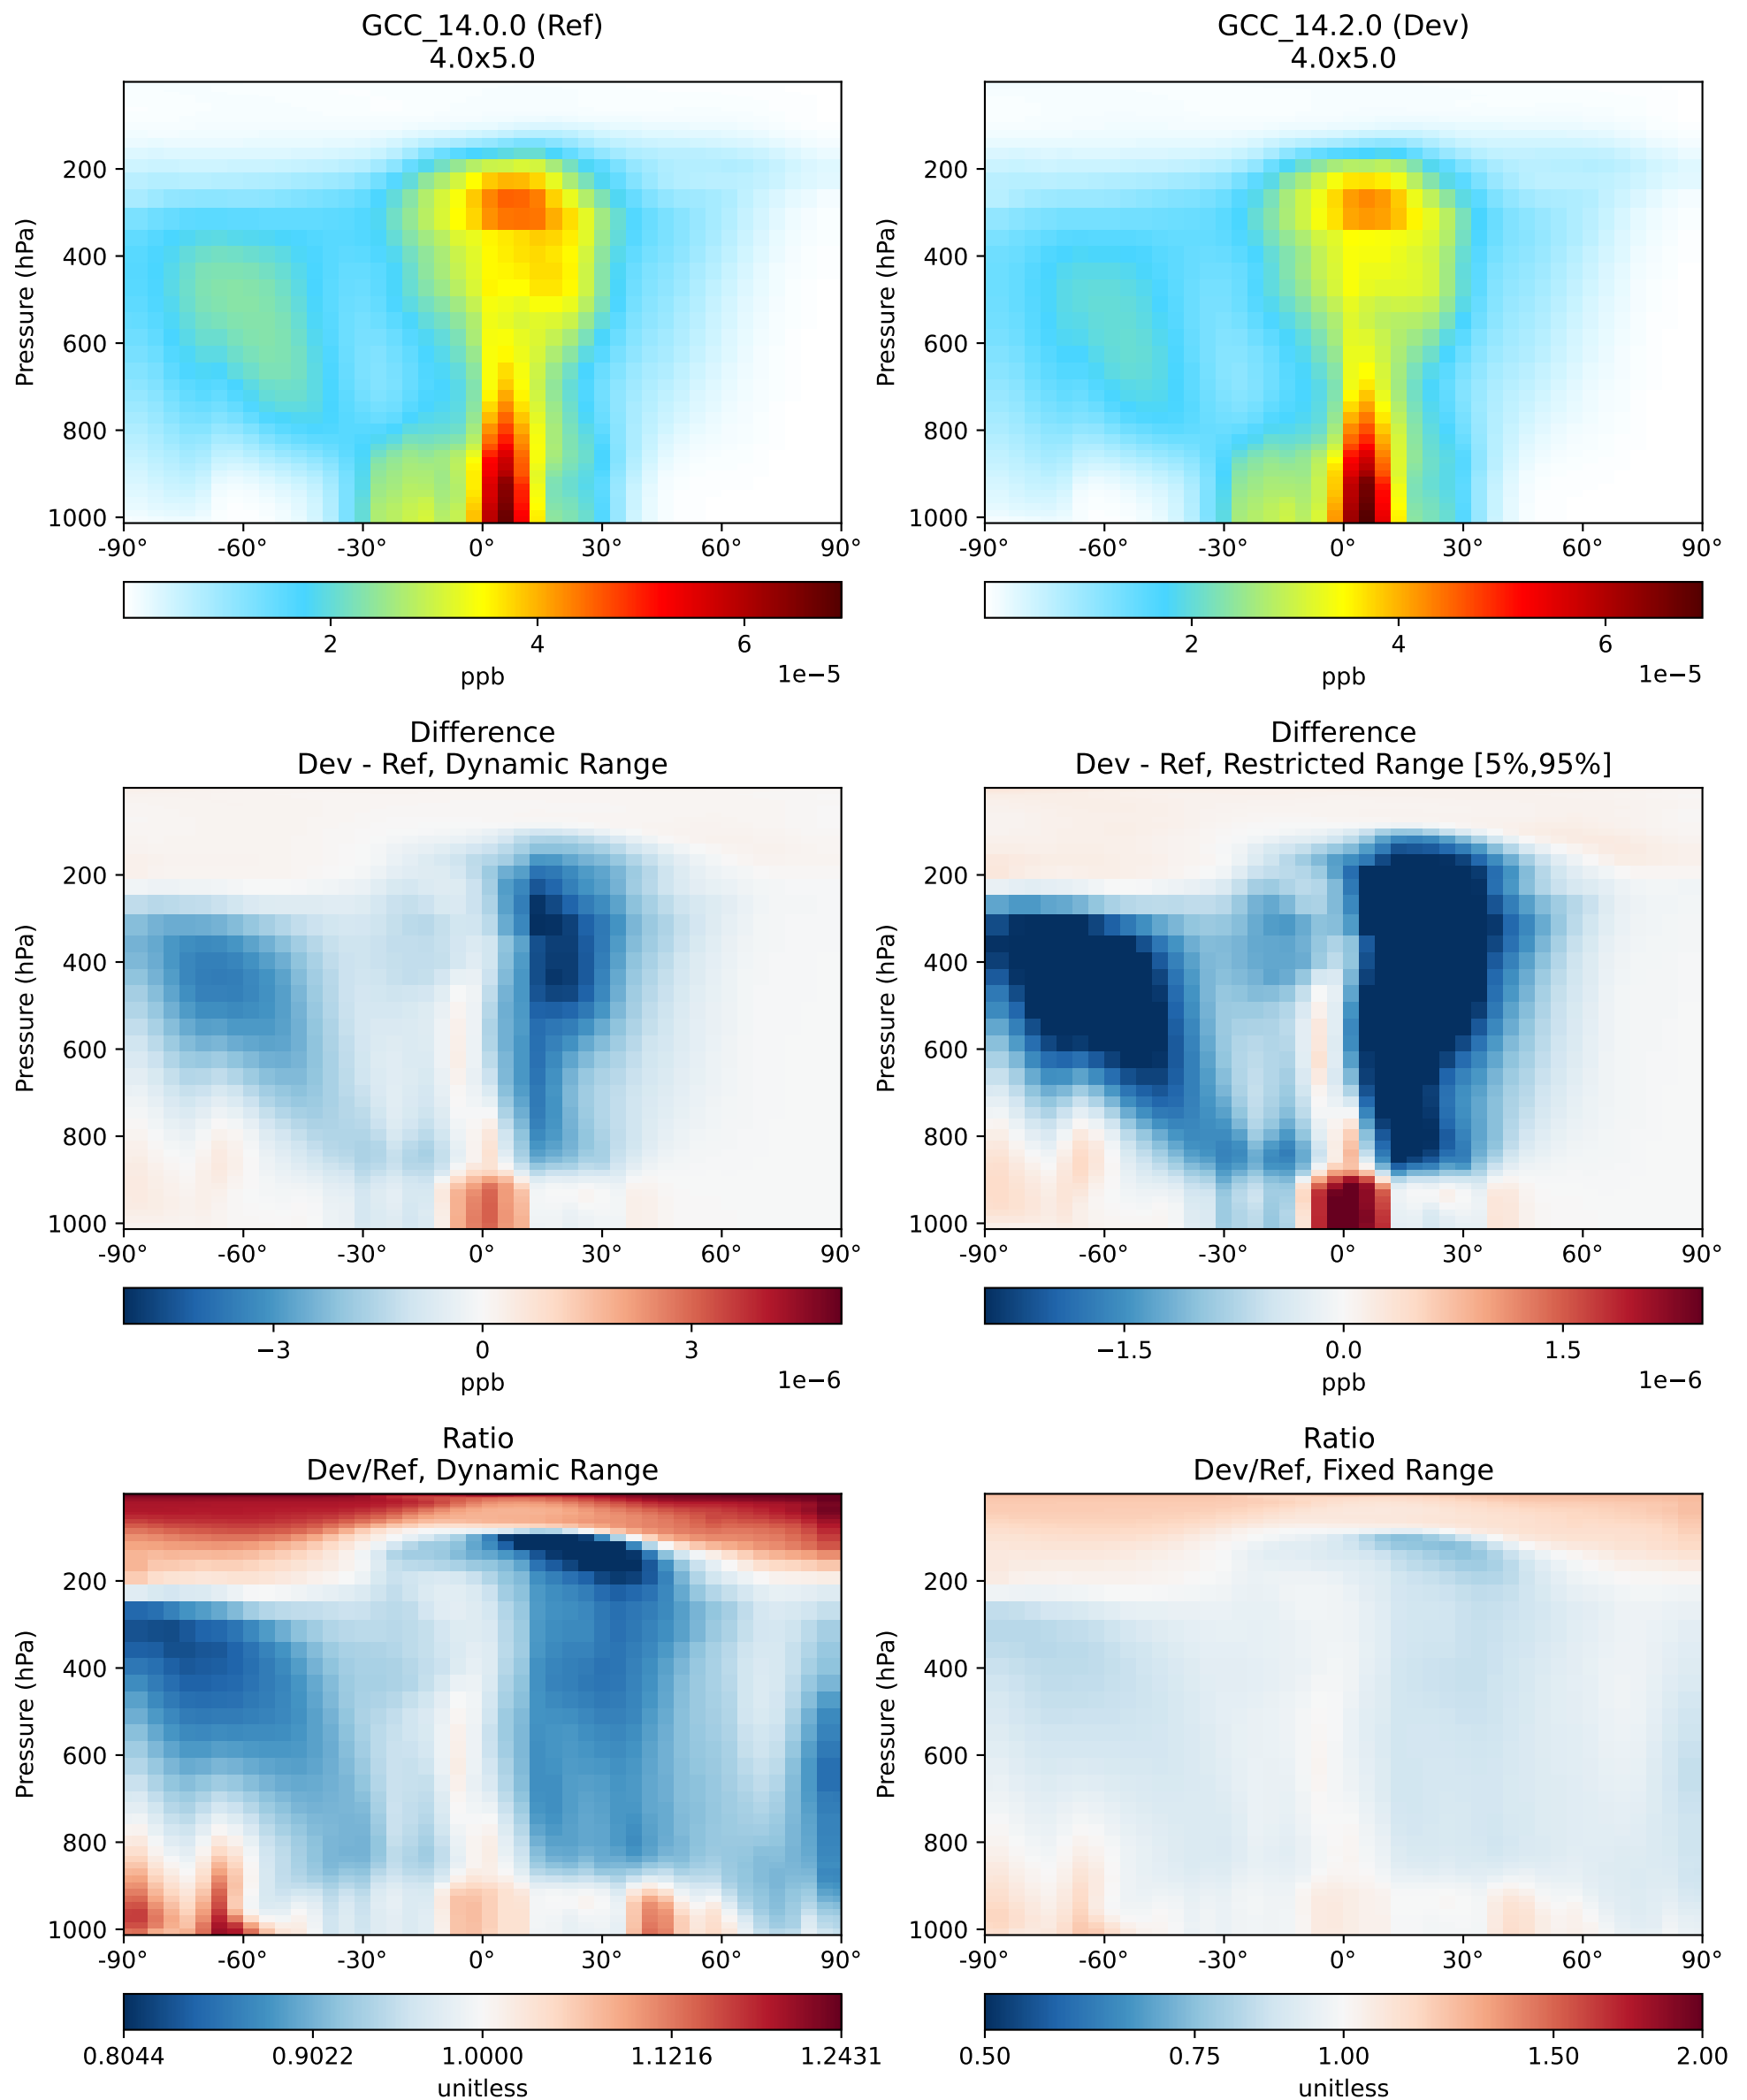 GCC_14.0.0 (Ref)
4.0x5.0
Pressure (hPa)
200
400
600
800
1000
-90° -60° -30° 0° 30° 60° 90°
2 4 6
ppb 1e−5
GCC_14.2.0 (Dev)
4.0x5.0
Pressure (hPa)
200
400
600
800
1000
-90° -60° -30° 0° 30° 60° 90°
2 4 6
ppb 1e−5
Difference
Dev - Ref, Dynamic Range
Pressure (hPa)
200
400
600
800
1000
-90° -60° -30° 0° 30° 60° 90°
−3 0 3
ppb 1e−6
Difference
Dev - Ref, Restricted Range [5%,95%]
Pressure (hPa)
200
400
600
800
1000
-90° -60° -30° 0° 30° 60° 90°
−1.5 0.0 1.5
ppb 1e−6
Ratio
Dev/Ref, Dynamic Range
Pressure (hPa)
200
400
600
800
1000
-90° -60° -30° 0° 30° 60° 90°
0.8044 0.9022 1.0000 1.1216 1.2431
unitless
Ratio
Dev/Ref, Fixed Range
Pressure (hPa)
200
400
600
800
1000
-90° -60° -30° 0° 30° 60° 90°
0.50 0.75 1.00 1.50 2.00
unitless